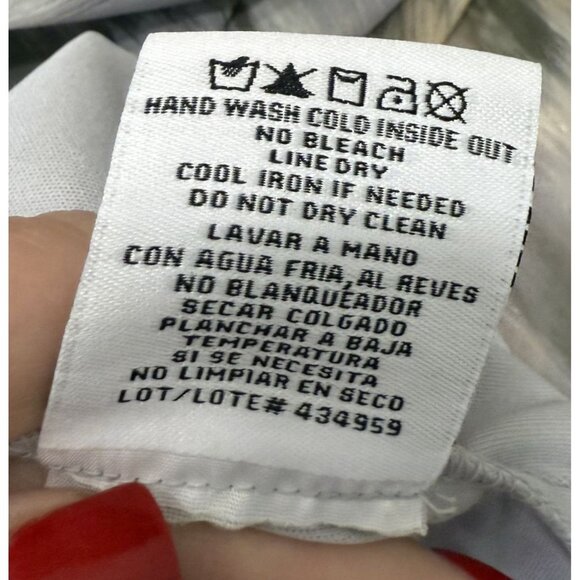 HAND WASH COLD INSIDE OUT
NO BLEACH
LINE DRY
COOL IRON IF NEEDED
DO NOT DRY CLEAN
LAVAR A MANO
CON AGUA FRIA, AL REVES
NO BLANQUEADOR
SECAR COLGADO
PLANCHAR A BAJA
TEMPERATURA
SI SE NECESITA
NO LIMPIAR EN SECO
LOT/LOTE# 434959